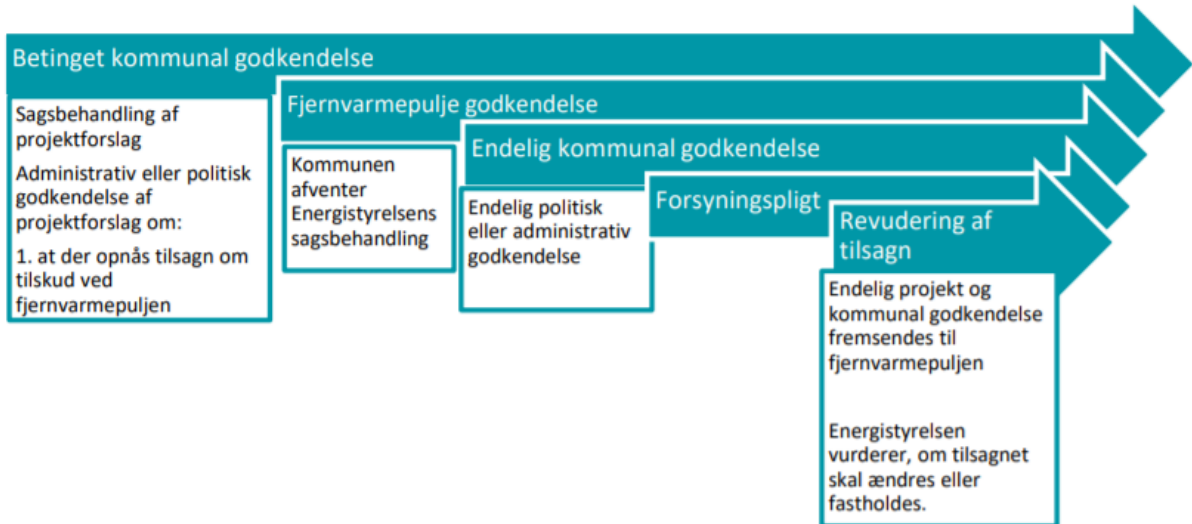 Betinget kommunal godkendelse
Sagsbehandling af
projektforslag
Administrativ eller politisk
godkendelse af
projektforslag om:
1. at der opnås tilsagn om
tilskud ved
fjernvarmepuljen
Fjernvarmepulje godkendelse
Kommunen
afventer
Energistyrelsens
sagsbehandling
Endelig kommunal godkendelse
Endelig politisk
eller administrativ
godkendelse
Forsyningspligt
Revudering af
tilsagn
Endelig projekt og
kommunal godkendelse
fremsendes til
fjernvarmepuljen
Energistyrelsen
vurderer, om tilsagnet
skal ændres eller
fastholdes.